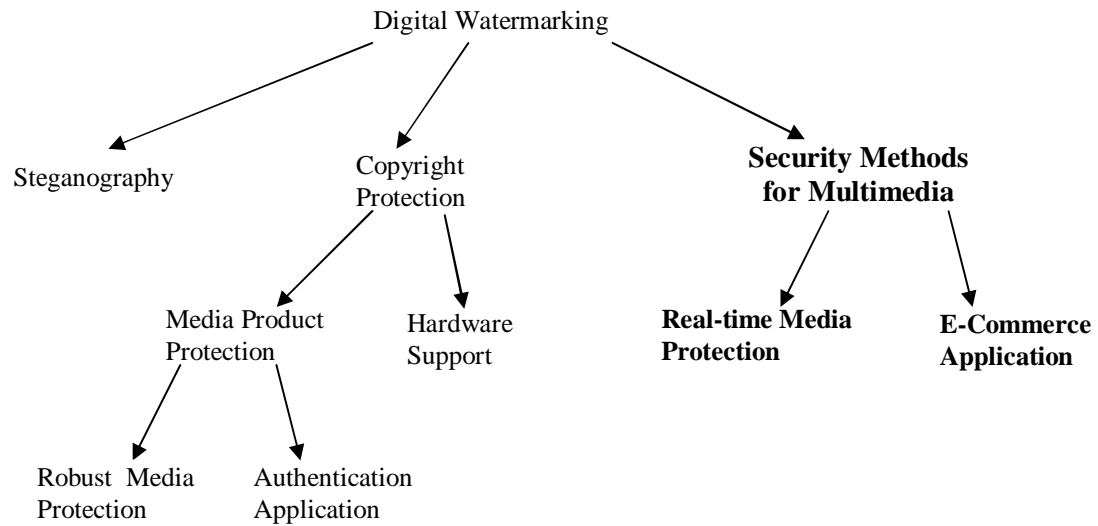 Digital Watermarking
Steganography
Copyright
Protection
Security Methods
for Multimedia
Media Product
Protection
Hardware
Support
Real-time Media
Protection
E-Commerce
Application
Robust Media
Protection
Authentication
Application